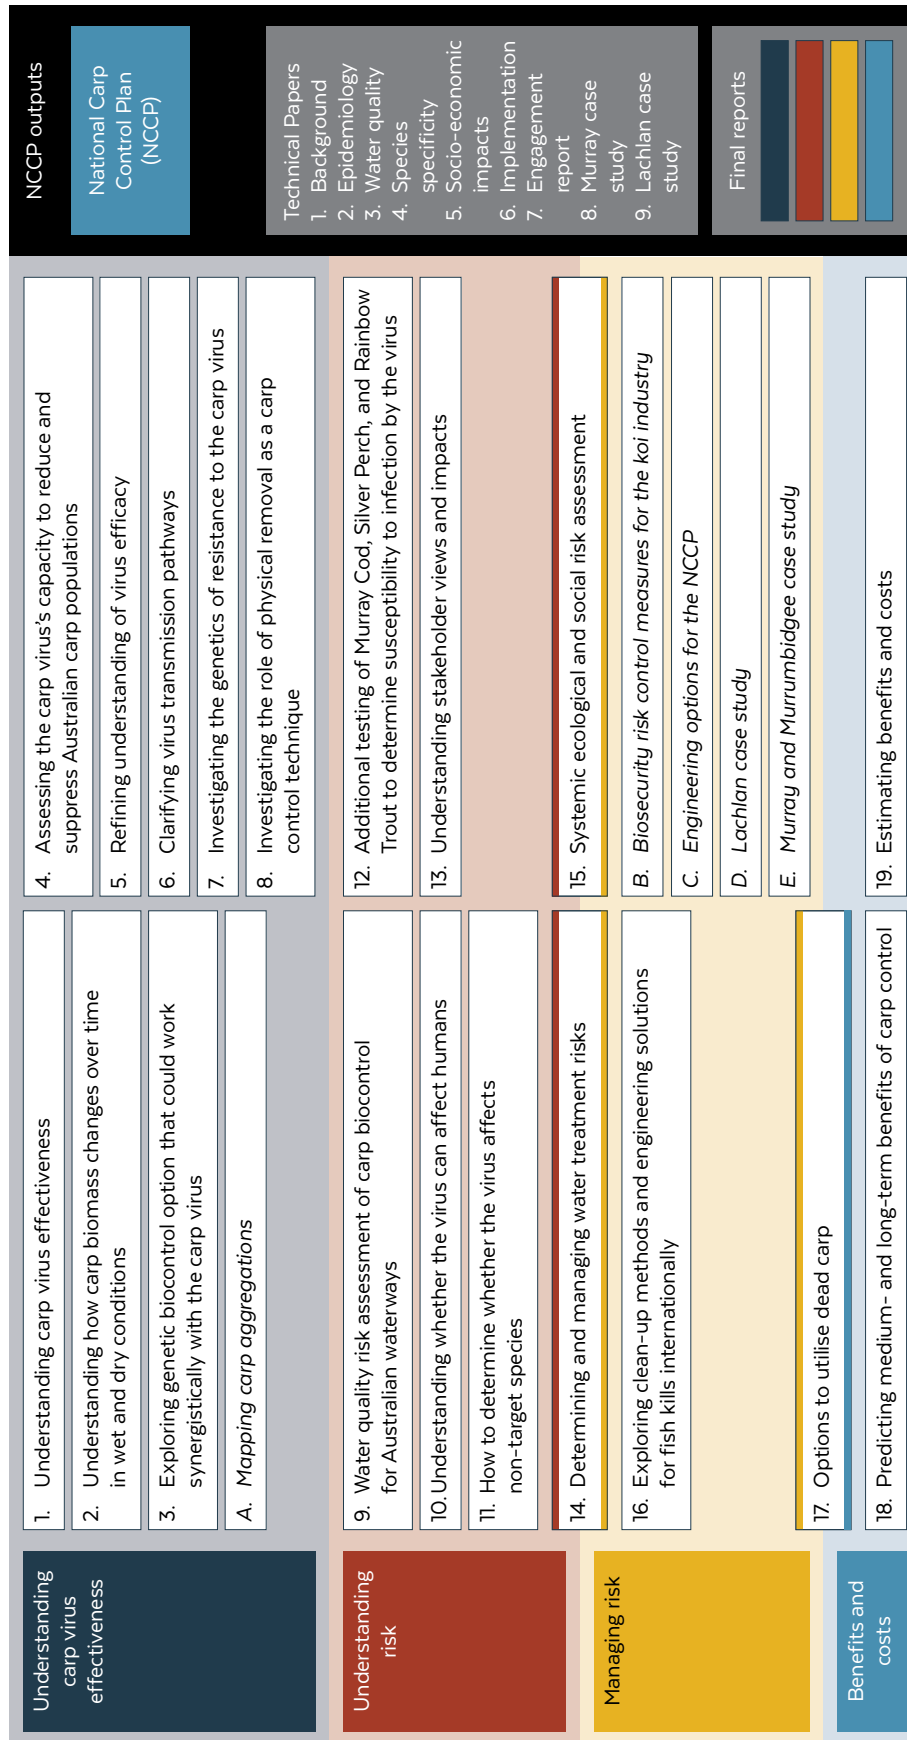 Understanding
carp virus
effectiveness
1. Understanding carp virus effectiveness
2. Understanding how carp biomass changes over time
in wet and dry conditions
3. Exploring genetic biocontrol option that could work
synergistically with the carp virus
A. Mapping carp aggregations
4. Assessing the carp virus's capacity to reduce and
suppress Australian carp populations
5. Refining understanding of virus efficacy
6. Clarifying virus transmission pathways
7. Investigating the genetics of resistance to the carp virus
8. Investigating the role of physical removal as a carp
control technique
Understanding
risk
9. Water quality risk assessment of carp biocontrol
for Australian waterways
10. Understanding whether the virus can affect humans
11. How to determine whether the virus affects
non-target species
12. Additional testing of Murray Cod, Silver Perch, and Rainbow
Trout to determine susceptibility to infection by the virus
13. Understanding stakeholder views and impacts
14. Determining and managing water treatment risks
15. Systemic ecological and social risk assessment
Managing risk
16. Exploring clean-up methods and engineering solutions
for fish kills internationally
B. Biosecurity risk control measures for the koi industry
C. Engineering options for the NCCP
D. Lachlan case study
E. Murray and Murrumbidgee case study
17. Options to utilise dead carp
Benefits and
costs
18. Predicting medium- and long-term benefits of carp control
19. Estimating benefits and costs
NCCP outputs
National Carp
Control Plan
(NCCP)
Technical Papers
1. Background
2. Epidemiology
3. Water quality
4. Species
specificity
5. Socio-economic
impacts
6. Implementation
7. Engagement
report
8. Murray case
study
9. Lachlan case
study
Final reports